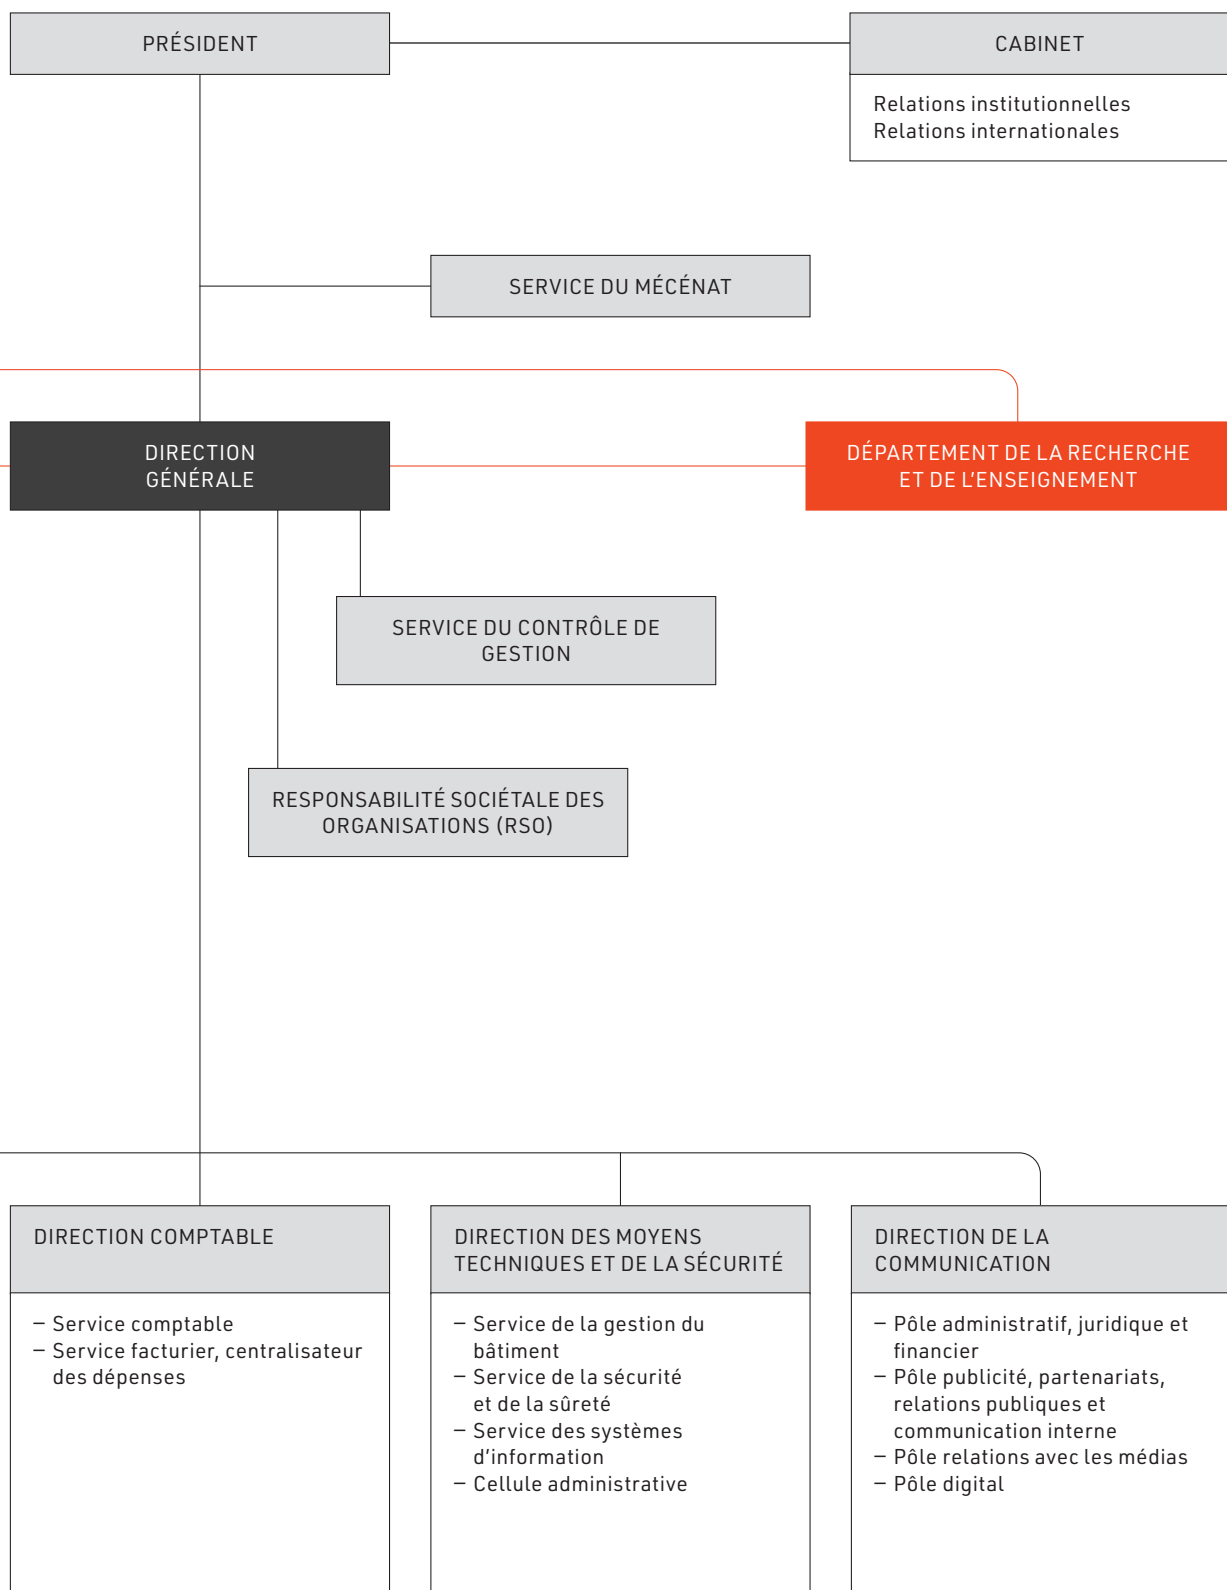 PRÉSIDENT
CABINET
Relations institutionnelles
Relations internationales
SERVICE DU MÉCÉNAT
DIRECTION
GÉNÉRALE
DÉPARTEMENT DE LA RECHERCHE
ET DE L'ENSEIGNEMENT
SERVICE DU CONTRÔLE DE
GESTION
RESPONSABILITÉ SOCIÉTALE DES
ORGANISATIONS (RSO)
DIRECTION COMPTABLE
– Service comptable
– Service facturier, centralisateur
des dépenses
DIRECTION DES MOYENS
TECHNIQUES ET DE LA SÉCURITÉ
– Service de la gestion du
bâtiment
– Service de la sécurité
et de la sûreté
– Service des systèmes
d'information
– Cellule administrative
DIRECTION DE LA
COMMUNICATION
– Pôle administratif, juridique et
financier
– Pôle publicité, partenariats,
relations publiques et
communication interne
– Pôle relations avec les médias
– Pôle digital